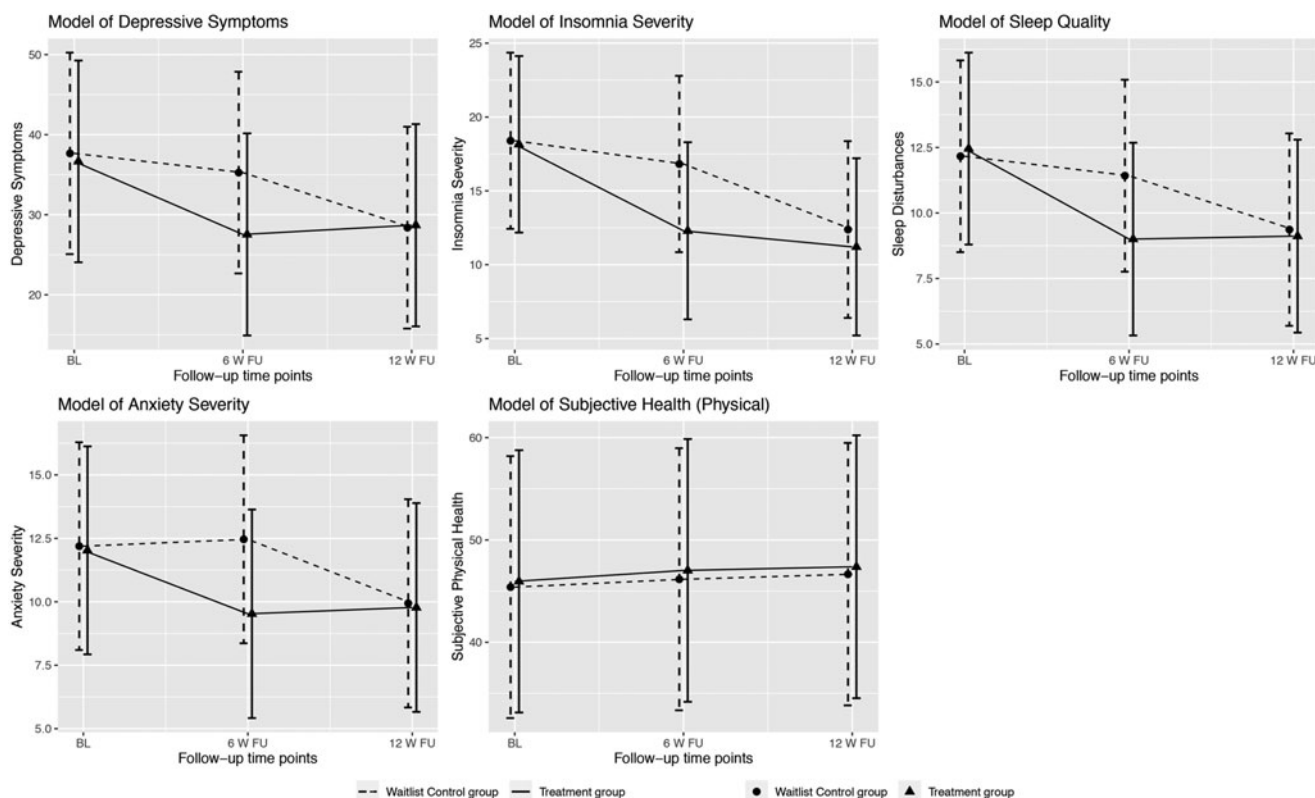 Model of Depressive Symptoms
Depressive Symptoms
50
40
30
20
BL
6 W FU
12 W FU
Follow-up time points
Model of Insomnia Severity
Insomnia Severity
25
20
15
10
5
BL
6 W FU
12 W FU
Follow-up time points
Model of Sleep Quality
Sleep Disturbances
15.0
12.5
10.0
7.5
5.0
BL
6 W FU
12 W FU
Follow-up time points
Model of Anxiety Severity
Anxiety Severity
15.0
12.5
10.0
7.5
5.0
BL
6 W FU
12 W FU
Follow-up time points
Model of Subjective Health (Physical)
Subjective Physical Health
60
50
40
BL
6 W FU
12 W FU
Follow-up time points
Waitlist Control group
Treatment group
Waitlist Control group
Treatment group